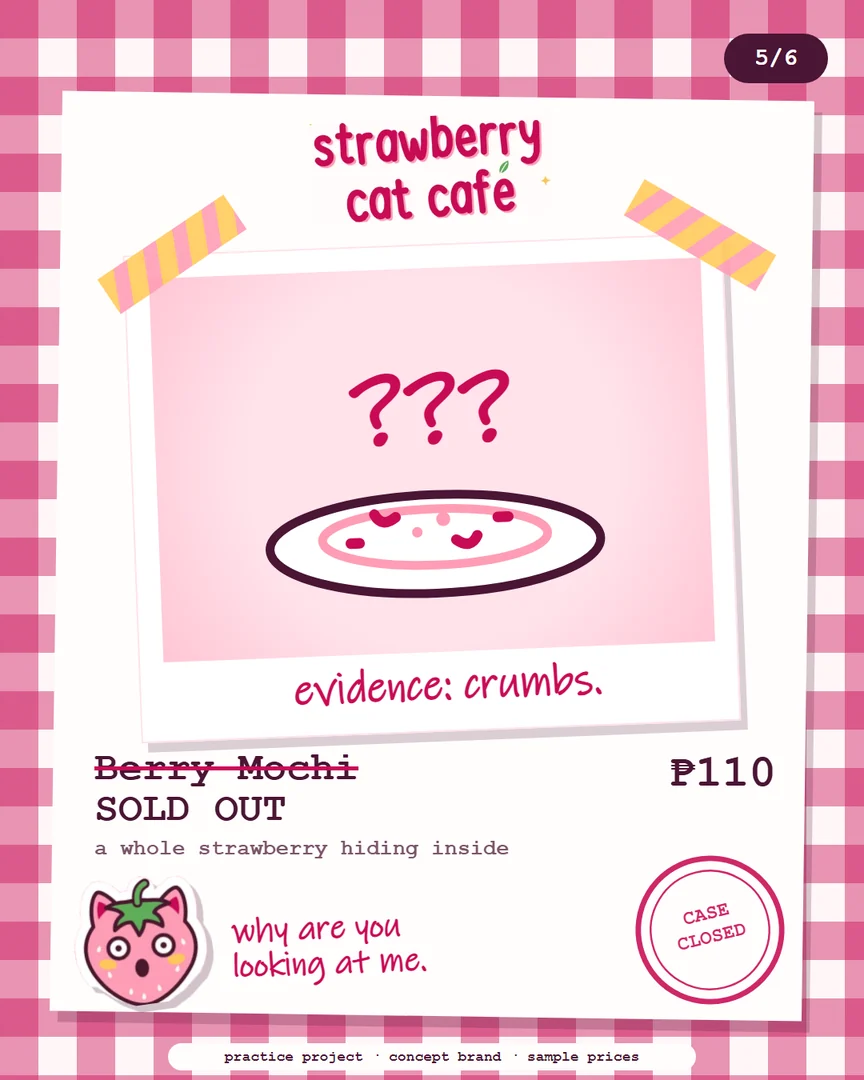 5/6
strawberry
cat café
???
evidence: crumbs.
Berry Mochi
₱110
SOLD OUT
a whole strawberry hiding inside
why are you
looking at me.
CASE
CLOSED
practice project · concept brand · sample prices